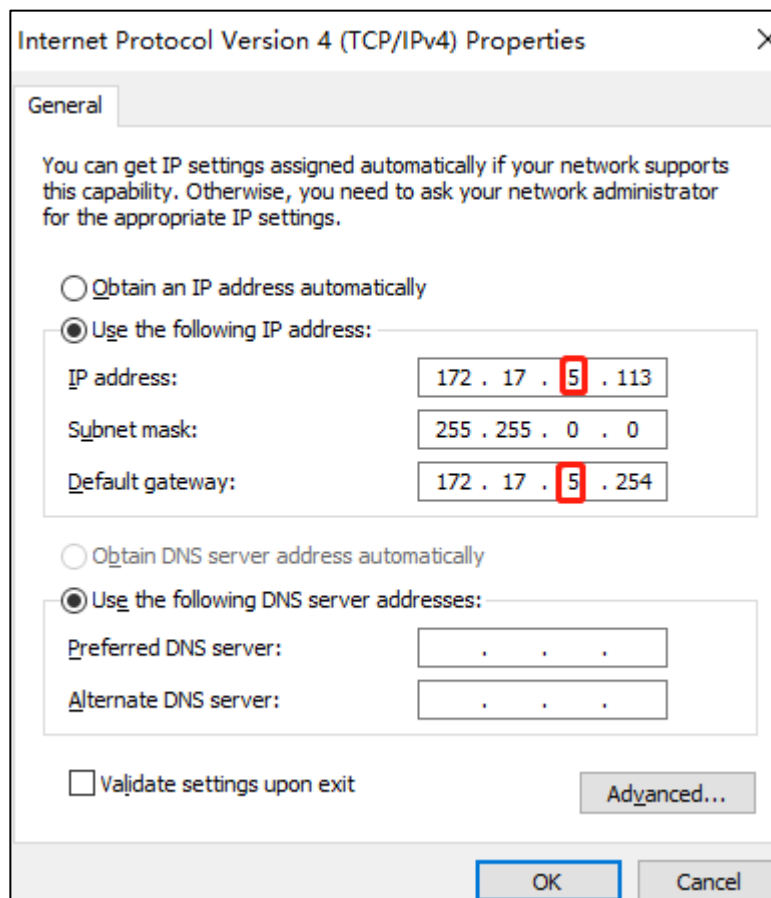 Internet Protocol Version 4 (TCP/IPv4) Properties
General
You can get IP settings assigned automatically if your network supports
this capability. Otherwise, you need to ask your network administrator
for the appropriate IP settings.
Obtain an IP address automatically
Use the following IP address:
IP address: 172 . 17 . 5 . 113
Subnet mask: 255 . 255 . 0 . 0
Default gateway: 172 . 17 . 5 . 254
Obtain DNS server address automatically
Use the following DNS server addresses:
Preferred DNS server: . . .
Alternate DNS server: . . .
Validate settings upon exit
Advanced...
OK Cancel